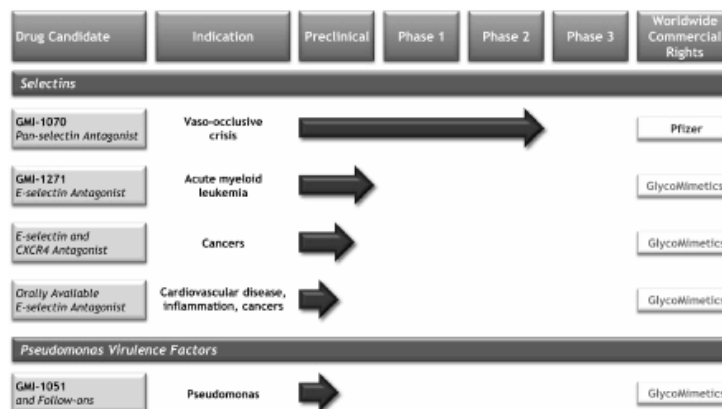 Drug Candidate
Indication
Preclinical
Phase 1
Phase 2
Phase 3
Worldwide
Commercial
Rights
Selectins
GMI-1070
Pan-selectin Antagonist
Vaso-occlusive
crisis
Pfizer
GMI-1271
E-selectin Antagonist
Acute myeloid
leukemia
GlycoMimetics
E-selectin and
CXCR4 Antagonist
Cancers
GlycoMimetics
Orally Available
E-selectin Antagonist
Cardiovascular disease,
inflammation, cancers
GlycoMimetics
Pseudomonas Virulence Factors
GMI-1051
and Follow-ons
Pseudomonas
GlycoMimetics